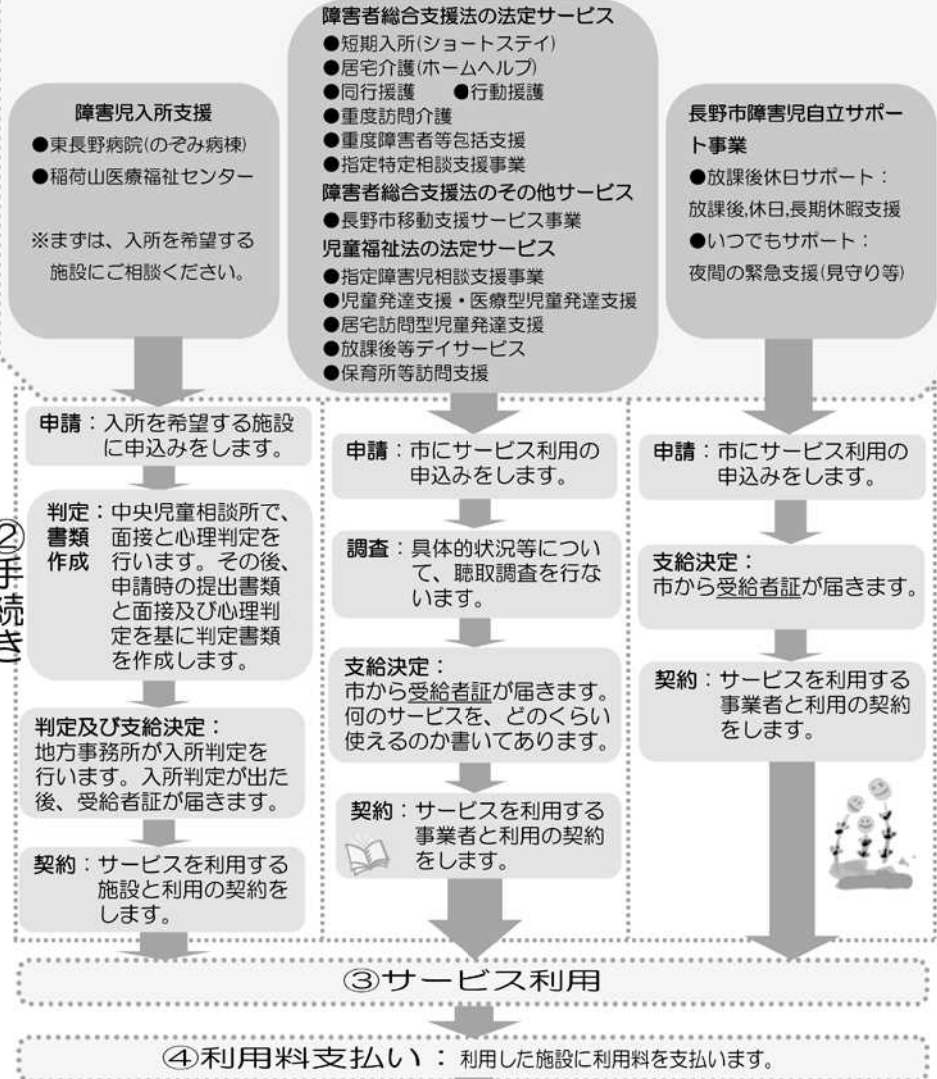 障害児入所支援
●東長野病院(のぞみ病棟)
●稲荷山医療福祉センター
※まずは、入所を希望する
施設にご相談ください。
障害者総合支援法の法定サービス
●短期入所(ショートステイ)
●居宅介護(ホームヘルプ)
●同行援護　●行動援護
●重度訪問介護
●重度障害者等包括支援
●指定特定相談支援事業
障害者総合支援法のその他サービス
●長野市移動支援サービス事業
児童福祉法の法定サービス
●指定障害児相談支援事業
●児童発達支援・医療型児童発達支援
●居宅訪問型児童発達支援
●放課後等デイサービス
●保育所等訪問支援
長野市障害児自立サポー
ト事業
●放課後休日サポート：
放課後,休日,長期休暇支援
●いつでもサポート：
夜間の緊急支援(見守り等)
②手続き
申請：入所を希望する施設
に申込みをします。
判定：中央児童相談所で、
書類　面接と心理判定を
作成　行います。その後、
申請時の提出書類
と面接及び心理判
定を基に判定書類
を作成します。
判定及び支給決定：
地方事務所が入所判定を
行います。入所判定が出た
後、受給者証が届きます。
契約：サービスを利用する
施設と利用の契約を
します。
申請：市にサービス利用の
申込みをします。
調査：具体的状況等につい
て、聴取調査を行な
います。
支給決定：
市から受給者証が届きます。
何のサービスを、どのくらい
使えるのか書いてあります。
契約：サービスを利用する
事業者と利用の契約
をします。
申請：市にサービス利用の
申込みをします。
支給決定：
市から受給者証が届きます。
契約：サービスを利用する
事業者と利用の契約
をします。
③サービス利用
④利用料支払い：利用した施設に利用料を支払います。